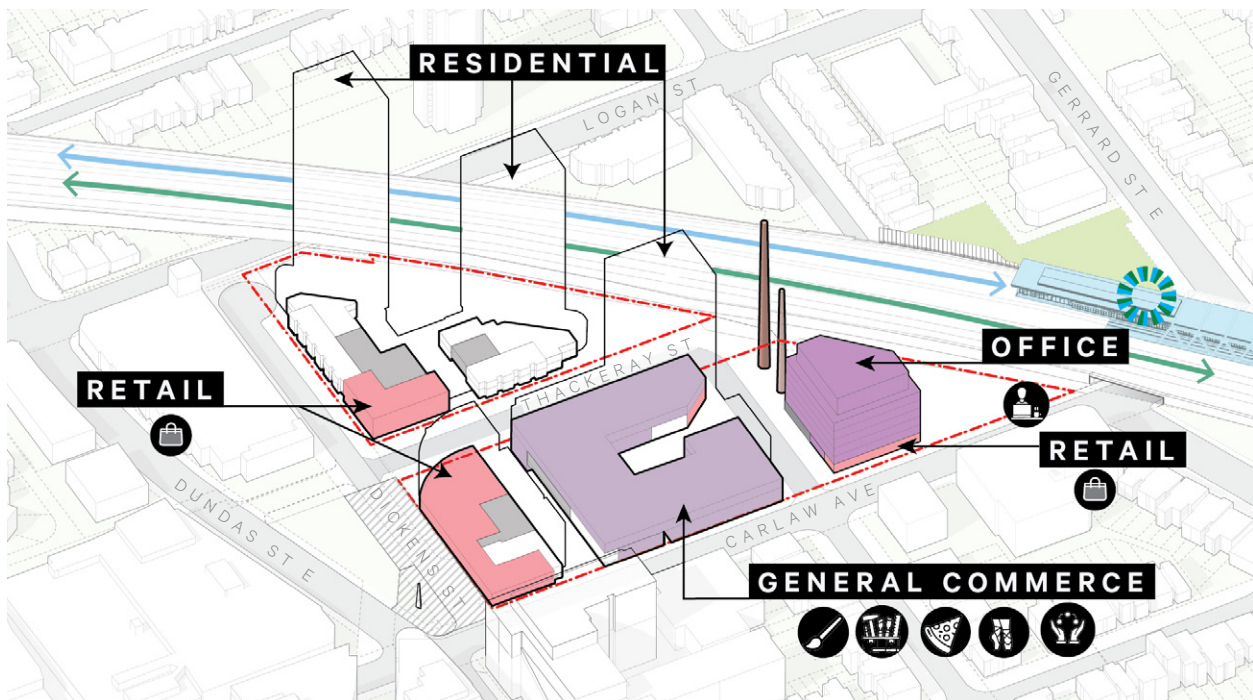 RESIDENTIAL
LOGAN ST
GERRARD ST E
OFFICE
THACKERAY ST
RETAIL
RETAIL
DICKENS ST
DUNDAS ST E
CARLAW AVE
GENERAL COMMERCE